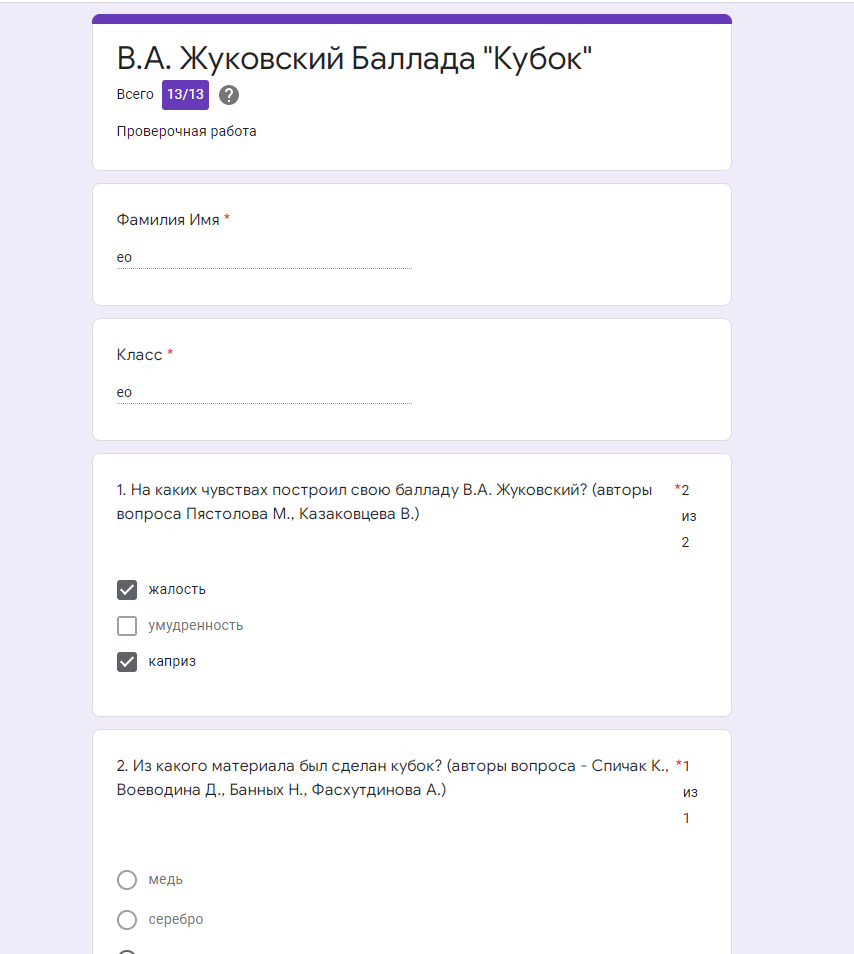 В.А. Жуковский Баллада "Кубок"
Всего 13/13 ?
Проверочная работа
Фамилия Имя *
ео
Класс *
ео
1. На каких чувствах построил свою балладу В.А. Жуковский? (авторы *2
вопроса Пястолова М., Казаковцева В.) из
2
жалость
умудренность
каприз
2. Из какого материала был сделан кубок? (авторы вопроса - Спичак К., *1
Воеводина Д., Банных Н., Фасхутдинова А.) из
1
медь
серебро